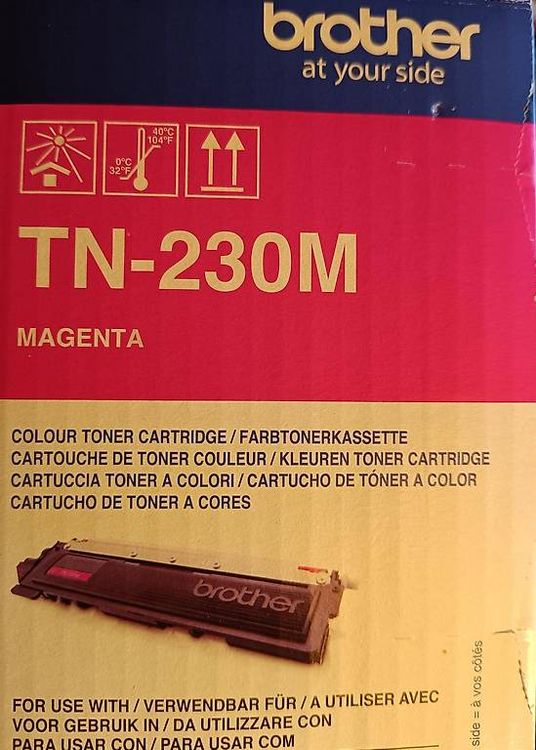 brother
at your side
40°C
104°F
0°C
32°F
TN-230M
MAGENTA
COLOUR TONER CARTRIDGE / FARBTONERKASSETTE
CARTOUCHE DE TONER COULEUR / KLEUREN TONER CARTRIDGE
CARTUCCIA TONER A COLORI / CARTUCHO DE TÓNER A COLOR
CARTUCHO DE TONER A CORES
brother
FOR USE WITH / VERWENDBAR FÜR / A UTILISER AVEC
VOOR GEBRUIK IN / DA UTILIZZARE CON
PARA USAR CON / PARA USAR COM
side = à vos côtés